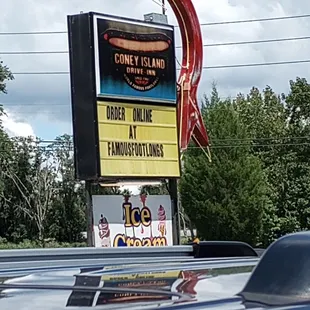 CONEY ISLAND
DRIVE-INN
ORDER ONLINE
AT
FAMOUSFOOTLONGS
Ice
Cream